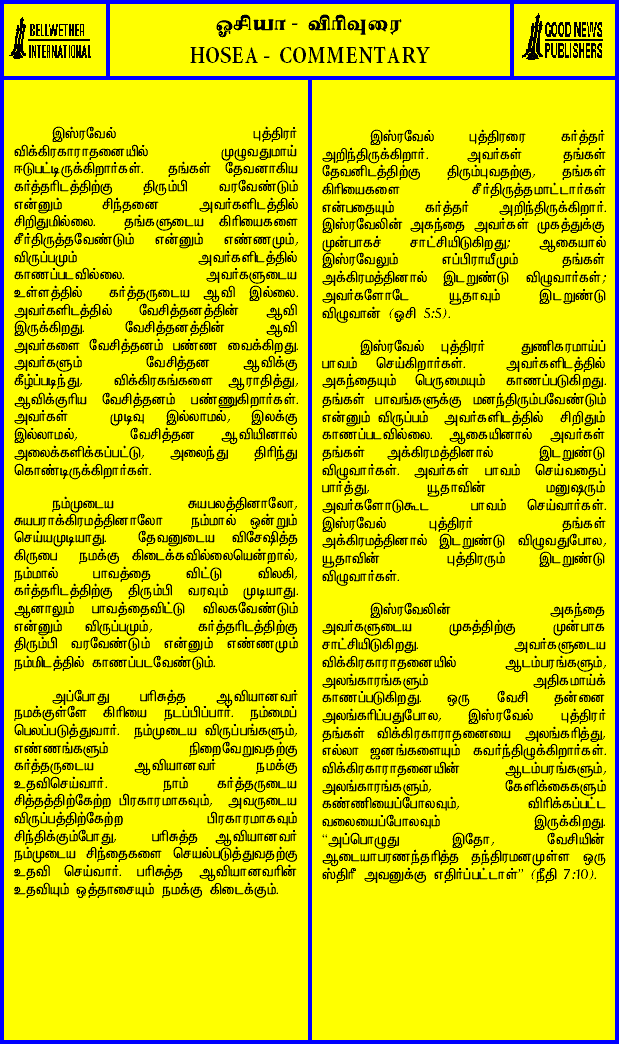 BELLWETHER
INTERNATIONAL
ஓசியா - விரிவுரை
HOSEA - COMMENTARY
GOOD NEWS
PUBLISHERS
இஸ்ரவேல் புத்திரர்
விக்கிரகாராதனையில் முழுவதுமாய்
ஈடுபட்டிருக்கிறார்கள். தங்கள் தேவனாகிய
கர்த்தரிடத்திற்கு திரும்பி வரவேண்டும்
என்னும் சிந்தனை அவர்களிடத்தில்
சிறிதுமில்லை. தங்களுடைய கிரியைகளை
சீர்திருத்தவேண்டும் என்னும் எண்ணமும்,
விருப்பமும் அவர்களிடத்தில்
காணப்படவில்லை. அவர்களுடைய
உள்ளத்தில் கர்த்தருடைய ஆவி இல்லை.
அவர்களிடத்தில் வேசித்தனத்தின் ஆவி
இருக்கிறது. வேசித்தனத்தின் ஆவி
அவர்களை வேசித்தனம் பண்ண வைக்கிறது.
அவர்களும் வேசித்தன ஆவிக்கு
கீழ்ப்படிந்து, விக்கிரகங்களை ஆராதித்து,
ஆவிக்குரிய வேசித்தனம் பண்ணுகிறார்கள்.
அவர்கள் முடிவு இல்லாமல், இலக்கு
இல்லாமல், வேசித்தன ஆவியினால்
அலைக்களிக்கப்பட்டு, அலைந்து திரிந்து
கொண்டிருக்கிறார்கள்.
நம்முடைய சுயபலத்தினாலோ,
சுயபராக்கிரமத்தினாலோ நம்மால் ஒன்றும்
செய்யமுடியாது. தேவனுடைய விசேஷித்த
கிருபை நமக்கு கிடைக்கவில்லையென்றால்,
நம்மால் பாவத்தை விட்டு விலகி,
கர்த்தரிடத்திற்கு திரும்பி வரவும் முடியாது.
ஆனாலும் பாவத்தைவிட்டு விலகவேண்டும்
என்னும் விருப்பமும், கர்த்தரிடத்திற்கு
திரும்பி வரவேண்டும் என்னும் எண்ணமும்
நம்மிடத்தில் காணப்படவேண்டும்.
அப்போது பரிசுத்த ஆவியானவர்
நமக்குள்ளே கிரியை நடப்பிப்பார். நம்மைப்
பெலப்படுத்துவார். நம்முடைய விருப்பங்களும்,
எண்ணங்களும் நிறைவேறுவதற்கு
கர்த்தருடைய ஆவியானவர் நமக்கு
உதவிசெய்வார். நாம் கர்த்தருடைய
சித்தத்திற்கேற்ற பிரகாரமாகவும், அவருடைய
விருப்பத்திற்கேற்ற பிரகாரமாகவும்
சிந்திக்கும்போது, பரிசுத்த ஆவியானவர்
நம்முடைய சிந்தைகளை செயல்படுத்துவதற்கு
உதவி செய்வார். பரிசுத்த ஆவியானவரின்
உதவியும் ஒத்தாசையும் நமக்கு கிடைக்கும்.
இஸ்ரவேல் புத்திரரை கர்த்தர்
அறிந்திருக்கிறார். அவர்கள் தங்கள்
தேவனிடத்திற்கு திரும்புவதற்கு, தங்கள்
கிரியைகளை சீர்திருத்தமாட்டார்கள்
என்பதையும் கர்த்தர் அறிந்திருக்கிறார்.
இஸ்ரவேலின் அகந்தை அவர்கள் முகத்துக்கு
முன்பாகச் சாட்சியிடுகிறது; ஆகையால்
இஸ்ரவேலும் எப்பிராயீமும் தங்கள்
அக்கிரமத்தினால் இடறுண்டு விழுவார்கள்;
அவர்களோடே யூதாவும் இடறுண்டு
விழுவான் (ஓசி 5:5).
இஸ்ரவேல் புத்திரர் துணிகரமாய்ப்
பாவம் செய்கிறார்கள். அவர்களிடத்தில்
அகந்தையும் பெருமையும் காணப்படுகிறது.
தங்கள் பாவங்களுக்கு மனந்திரும்பவேண்டும்
என்னும் விருப்பம் அவர்களிடத்தில் சிறிதும்
காணப்படவில்லை. ஆகையினால் அவர்கள்
தங்கள் அக்கிரமத்தினால் இடறுண்டு
விழுவார்கள். அவர்கள் பாவம் செய்வதைப்
பார்த்து, யூதாவின் மனுஷரும்
அவர்களோடுகூட பாவம் செய்வார்கள்.
இஸ்ரவேல் புத்திரர் தங்கள்
அக்கிரமத்தினால் இடறுண்டு விழுவதுபோல,
யூதாவின் புத்திரரும் இடறுண்டு
விழுவார்கள்.
இஸ்ரவேலின் அகந்தை
அவர்களுடைய முகத்திற்கு முன்பாக
சாட்சியிடுகிறது. அவர்களுடைய
விக்கிரகாராதனையில் ஆடம்பரங்களும்,
அலங்காரங்களும் அதிகமாய்க்
காணப்படுகிறது. ஒரு வேசி தன்னை
அலங்கரிப்பதுபோல, இஸ்ரவேல் புத்திரர்
தங்கள் விக்கிரகாராதனையை அலங்கரித்து,
எல்லா ஜனங்களையும் கவர்ந்திழுக்கிறார்கள்.
விக்கிரகாராதனையின் ஆடம்பரங்களும்,
அலங்காரங்களும், கேளிக்கைகளும்
கண்ணியைப்போலவும், விரிக்கப்பட்ட
வலையைப்போலவும் இருக்கிறது.
“அப்பொழுது இதோ, வேசியின்
ஆடையாபரணந்தரித்த தந்திரமனமுள்ள ஒரு
ஸ்திரீ அவனுக்கு எதிர்ப்பட்டாள்” (நீதி 7:10).